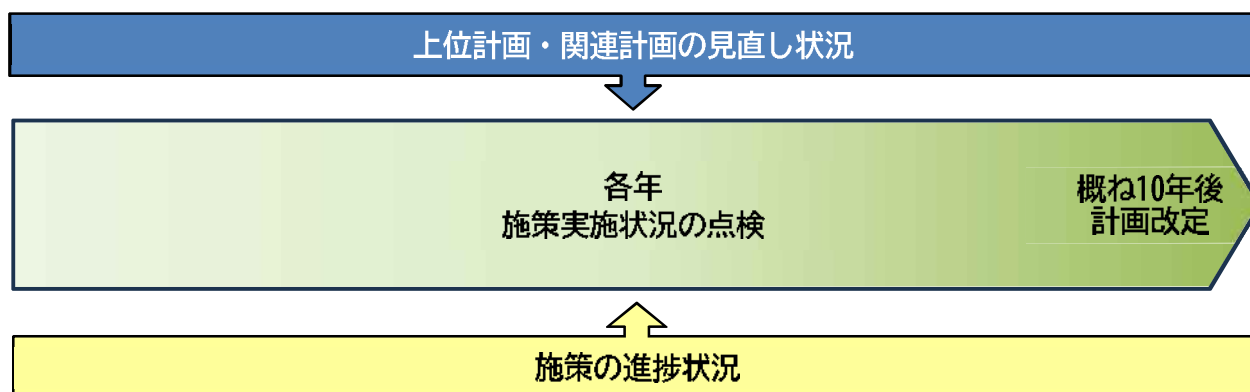 上位計画・関連計画の見直し状況
各年
施策実施状況の点検
概ね10年後
計画改定
施策の進捗状況